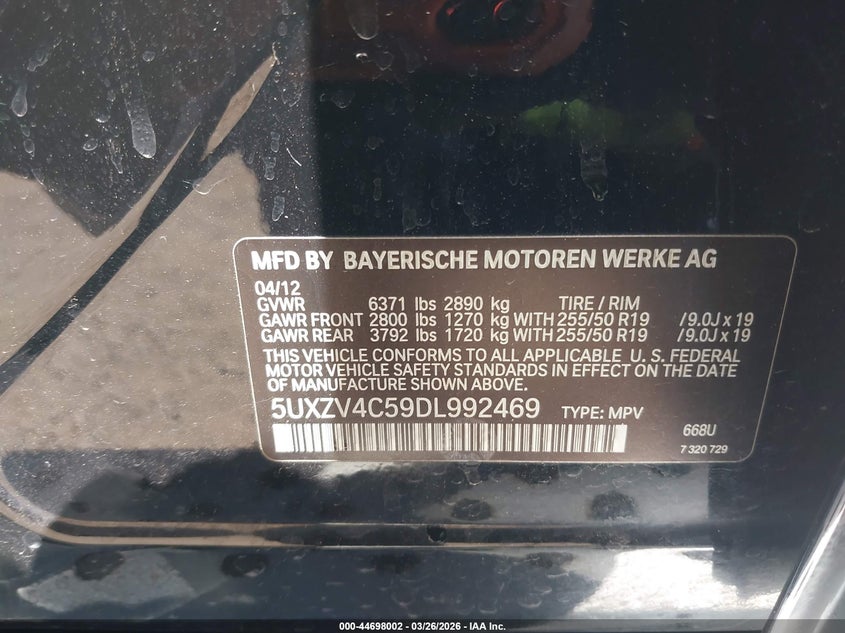 MFD BY BAYERISCHE MOTOREN WERKE AG
04/12
GVWR 6371 lbs 2890 kg TIRE / RIM
GAWR FRONT 2800 lbs 1270 kg WITH 255/50 R19 /9.0J x 19
GAWR REAR 3792 lbs 1720 kg WITH 255/50 R19 /9.0J x 19
THIS VEHICLE CONFORMS TO ALL APPLICABLE U. S. FEDERAL
MOTOR VEHICLE SAFETY STANDARDS IN EFFECT ON THE DATE
OF MANUFACTURE SHOWN ABOVE.
5UXZV4C59DL992469 TYPE: MPV
668U
7 320 729
000-44698002 - 03/26/2026 - IAA Inc.